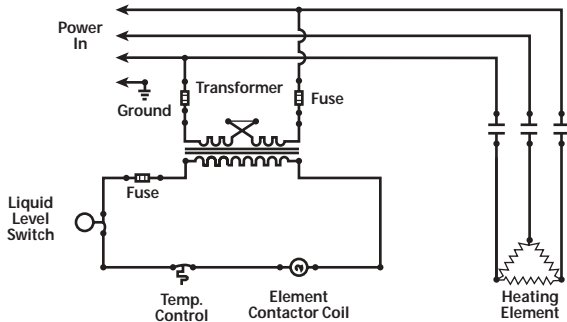 Power
In
Transformer
Fuse
Ground
Fuse
Liquid
Level
Switch
Temp.
Control
Element
Contactor Coil
Heating
Element